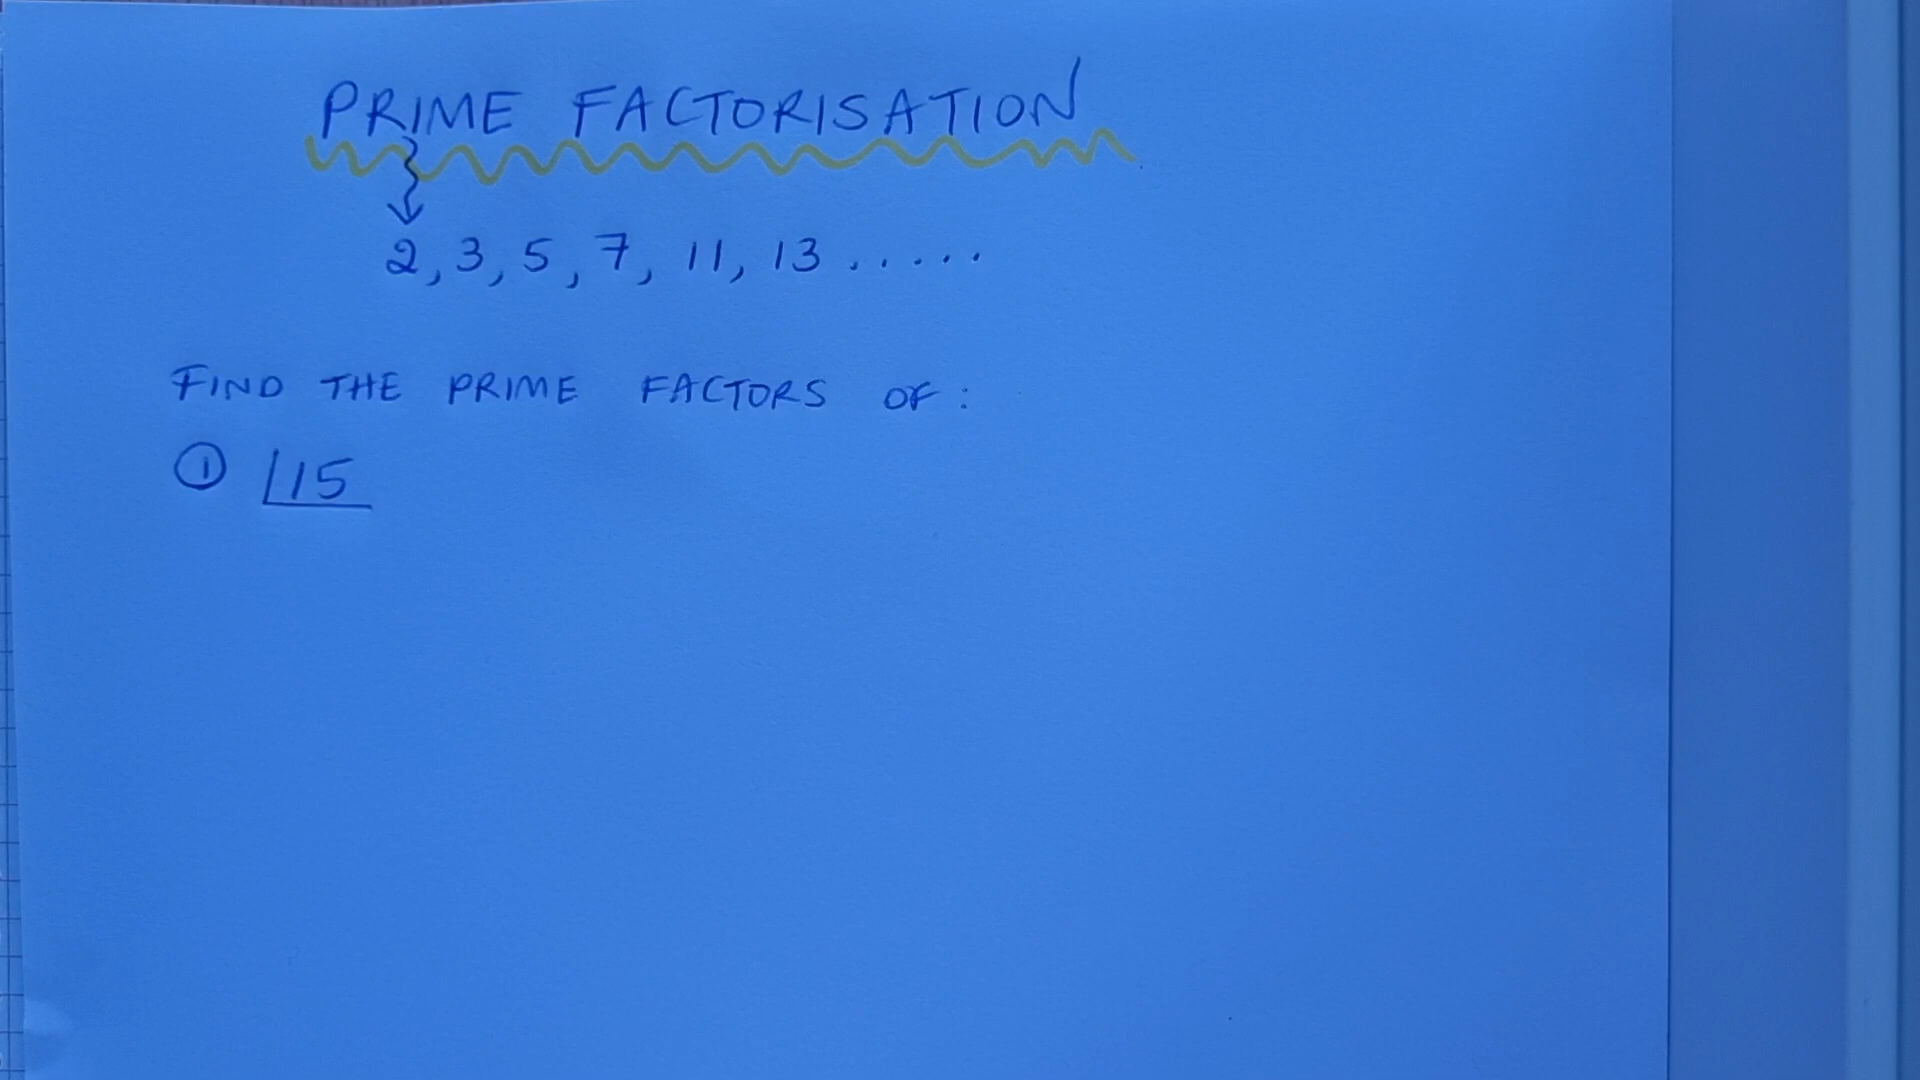 PRIME FACTORISATION
2, 3, 5, 7, 11, 13 .....
FIND THE PRIME FACTORS OF :
① 15